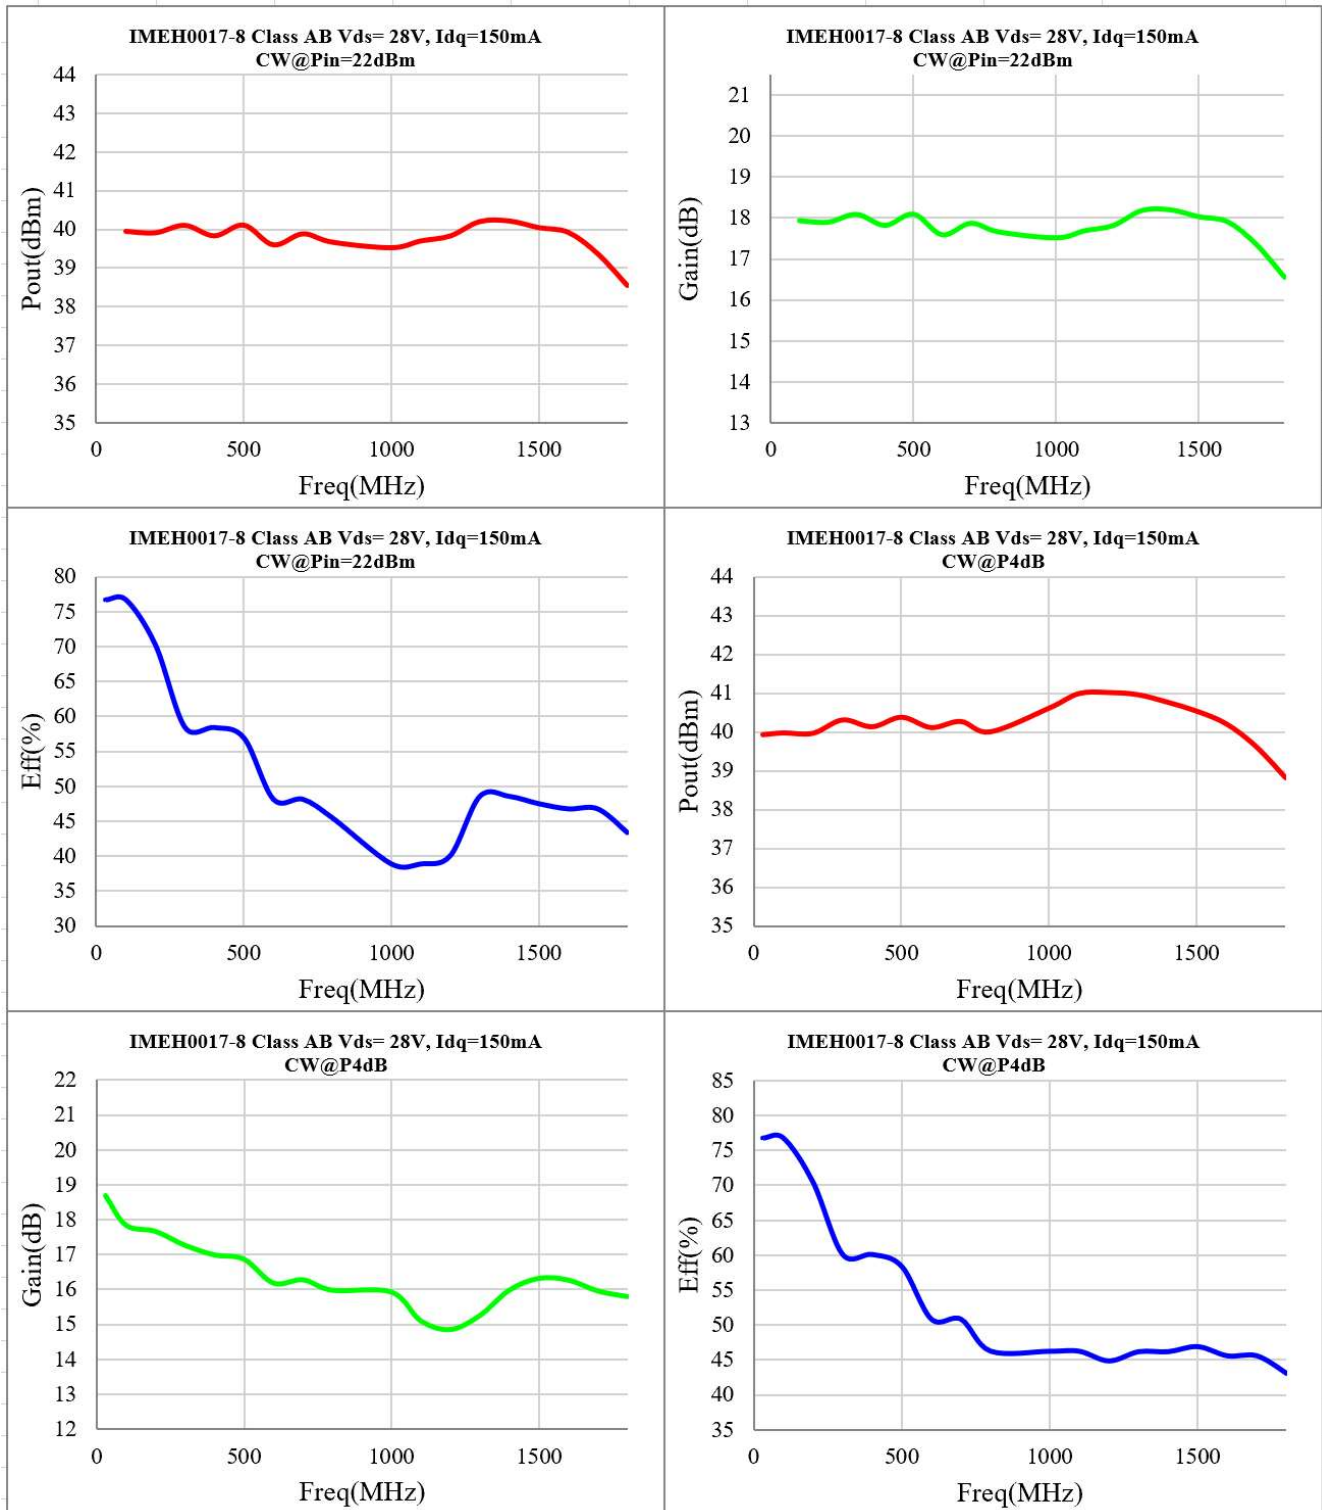 IMEH0017-8 Class AB Vds= 28V, Idq=150mA
CW@Pin=22dBm
44
43
42
41
40
39
38
37
36
35
Pout(dBm)
0 500 1000 1500
Freq(MHz)
IMEH0017-8 Class AB Vds= 28V, Idq=150mA
CW@Pin=22dBm
21
20
19
18
17
16
15
14
13
Gain(dB)
0 500 1000 1500
Freq(MHz)
IMEH0017-8 Class AB Vds= 28V, Idq=150mA
CW@Pin=22dBm
80
75
70
65
60
55
50
45
40
35
30
Eff(%)
0 500 1000 1500
Freq(MHz)
IMEH0017-8 Class AB Vds= 28V, Idq=150mA
CW@P4dB
44
43
42
41
40
39
38
37
36
35
Pout(dBm)
0 500 1000 1500
Freq(MHz)
IMEH0017-8 Class AB Vds= 28V, Idq=150mA
CW@P4dB
22
21
20
19
18
17
16
15
14
13
12
Gain(dB)
0 500 1000 1500
Freq(MHz)
IMEH0017-8 Class AB Vds= 28V, Idq=150mA
CW@P4dB
85
80
75
70
65
60
55
50
45
40
35
Eff(%)
0 500 1000 1500
Freq(MHz)